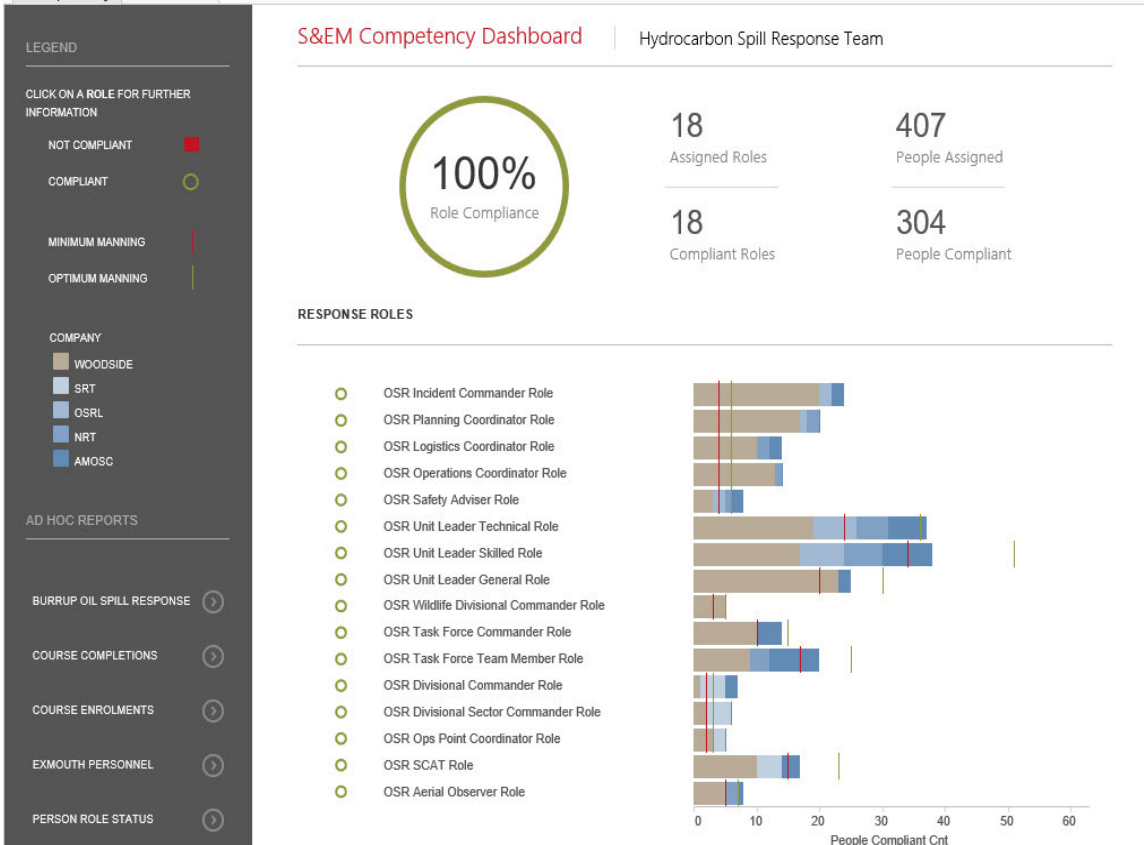 LEGEND
CLICK ON A ROLE FOR FURTHER
INFORMATION
NOT COMPLIANT
COMPLIANT
MINIMUM MANNING
OPTIMUM MANNING
COMPANY
WOODSIDE
SRT
OSRL
NRT
AMOSC
AD HOC REPORTS
BURRUP OIL SPILL RESPONSE
COURSE COMPLETIONS
COURSE ENROLMENTS
EXMOUTH PERSONNEL
PERSON ROLE STATUS
S&EM Competency Dashboard
Hydrocarbon Spill Response Team
100%
Role Compliance
18
Assigned Roles
407
People Assigned
18
Compliant Roles
304
People Compliant
RESPONSE ROLES
OSR Incident Commander Role
OSR Planning Coordinator Role
OSR Logistics Coordinator Role
OSR Operations Coordinator Role
OSR Safety Adviser Role
OSR Unit Leader Technical Role
OSR Unit Leader Skilled Role
OSR Unit Leader General Role
OSR Wildlife Divisional Commander Role
OSR Task Force Commander Role
OSR Task Force Team Member Role
OSR Divisional Commander Role
OSR Divisional Sector Commander Role
OSR Ops Point Coordinator Role
OSR SCAT Role
OSR Aerial Observer Role
0 10 20 30 40 50 60
People Compliant Cnt